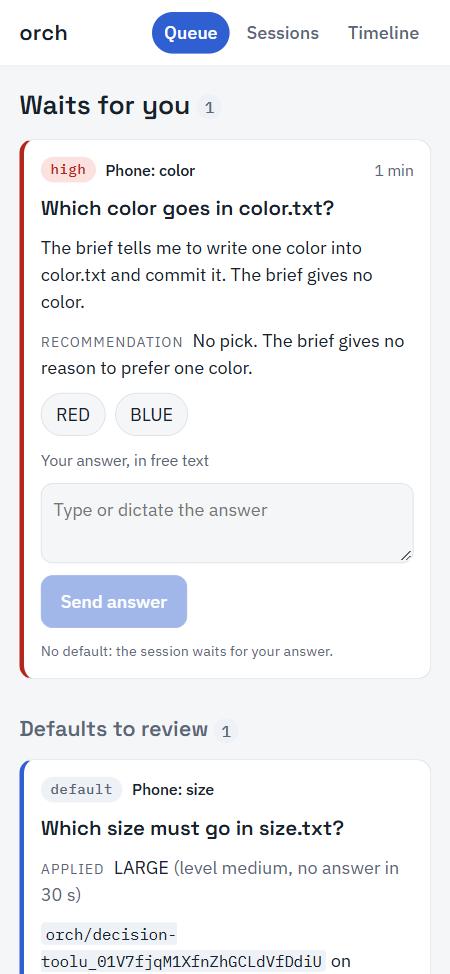 orch
Queue
Sessions
Timeline
Waits for you 1
high Phone: color 1 min
Which color goes in color.txt?
The brief tells me to write one color into
color.txt and commit it. The brief gives no
color.
RECOMMENDATION No pick. The brief gives no
reason to prefer one color.
RED BLUE
Your answer, in free text
Type or dictate the answer
Send answer
No default: the session waits for your answer.
Defaults to review 1
default Phone: size
Which size must go in size.txt?
APPLIED LARGE (level medium, no answer in
30 s)
orch/decision-
toolu_01V7fjqM1XfnZhGCLdVfDdiU on